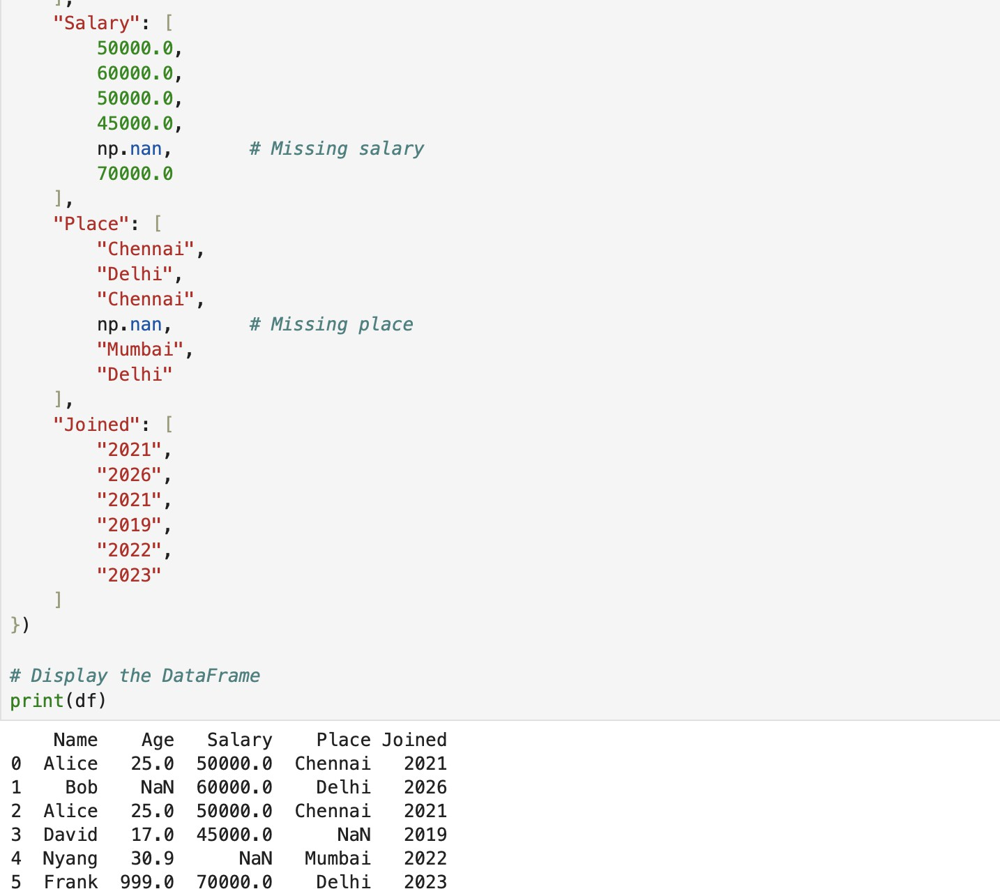 ],
    "Salary": [
        50000.0,
        60000.0,
        50000.0,
        45000.0,
        np.nan,       # Missing salary
        70000.0
    ],
    "Place": [
        "Chennai",
        "Delhi",
        "Chennai",
        np.nan,       # Missing place
        "Mumbai",
        "Delhi"
    ],
    "Joined": [
        "2021",
        "2026",
        "2021",
        "2019",
        "2022",
        "2023"
    ]
})

# Display the DataFrame
print(df)
    Name    Age   Salary    Place Joined
0  Alice   25.0  50000.0  Chennai   2021
1    Bob    NaN  60000.0    Delhi   2026
2  Alice   25.0  50000.0  Chennai   2021
3  David   17.0  45000.0      NaN   2019
4  Nyang   30.9      NaN   Mumbai   2022
5  Frank  999.0  70000.0    Delhi   2023